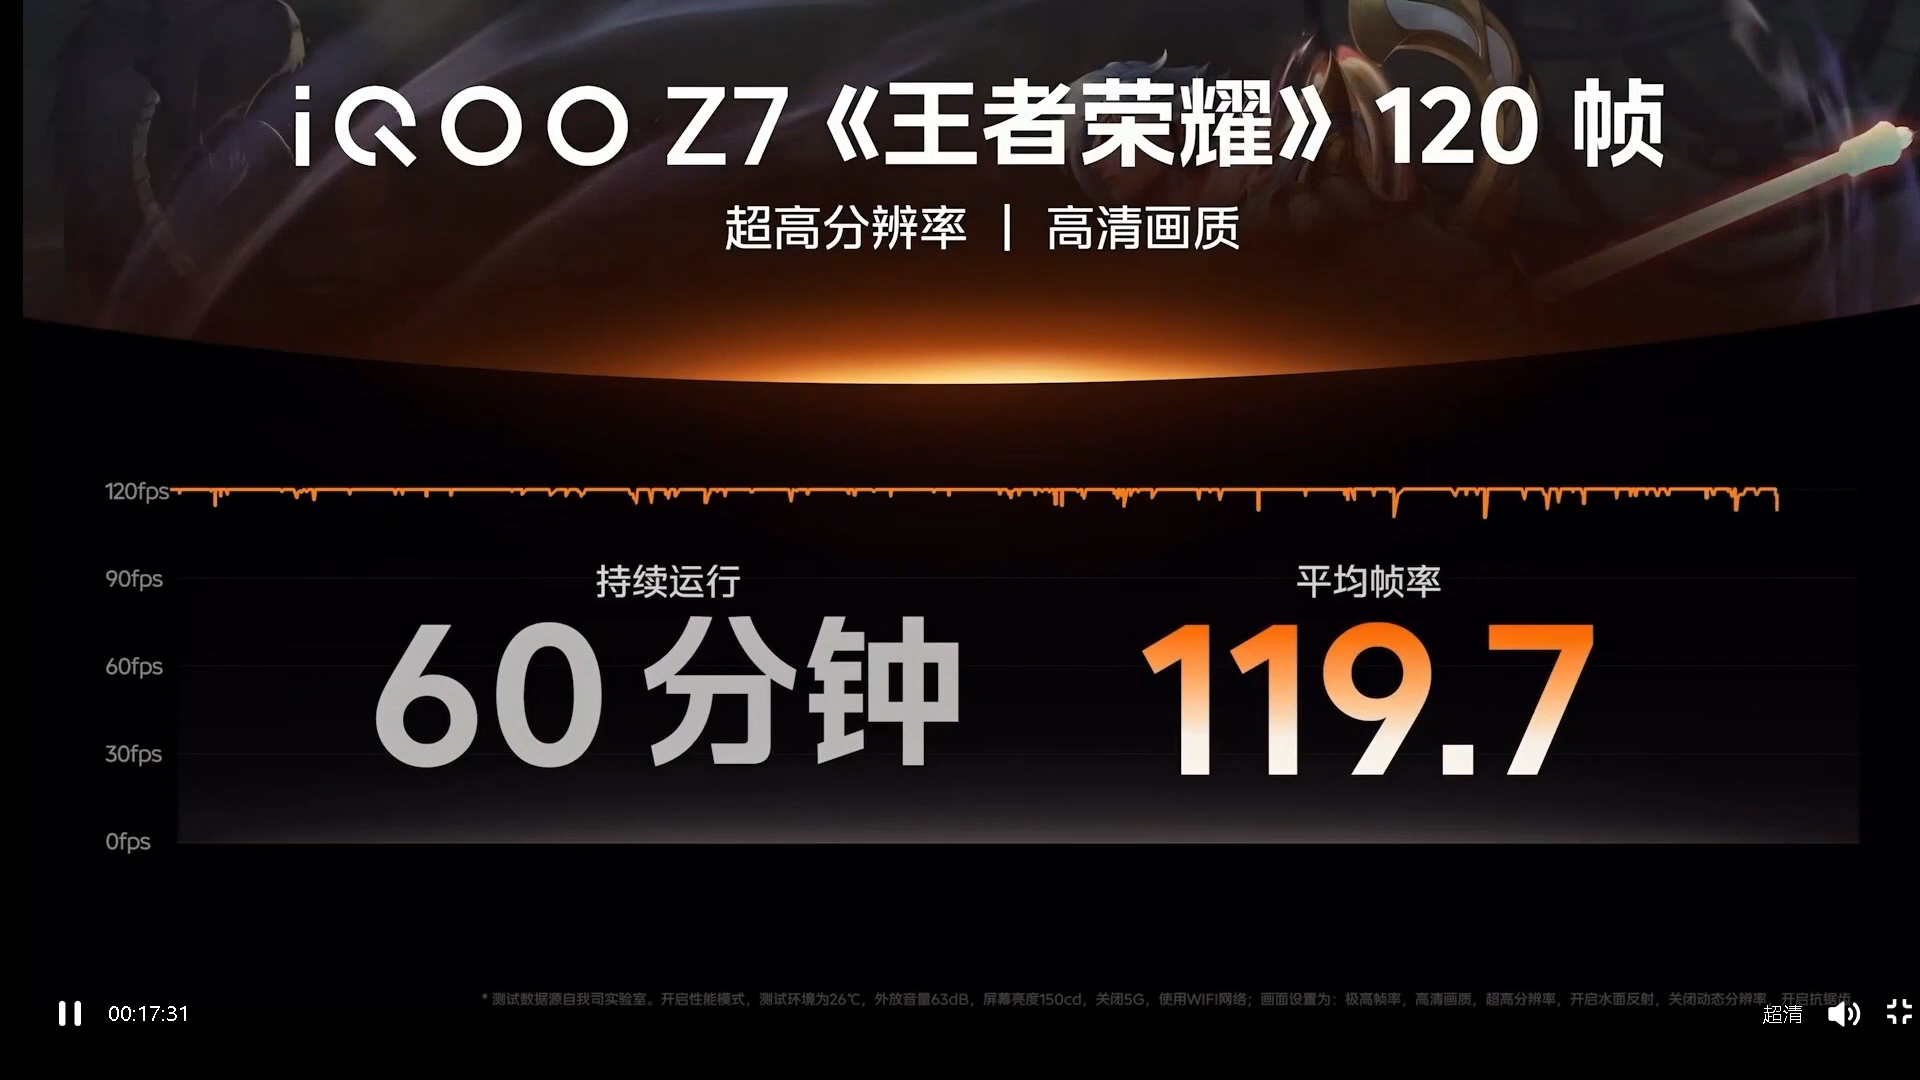 iQOO Z7《王者荣耀》120 帧
超高分辨率 | 高清画质
120fps
90fps
60fps
30fps
0fps
持续运行
60 分钟
平均帧率
119.7
* 测试数据源自我司实验室。开启性能模式，测试环境为26℃，外放音量63dB，屏幕亮度150cd，关闭5G，使用WIFI网络；画面设置为：极高帧率，高清画质，超高分辨率，开启水面反射，关闭动态分辨率，开启抗锯齿
00:17:31
超清